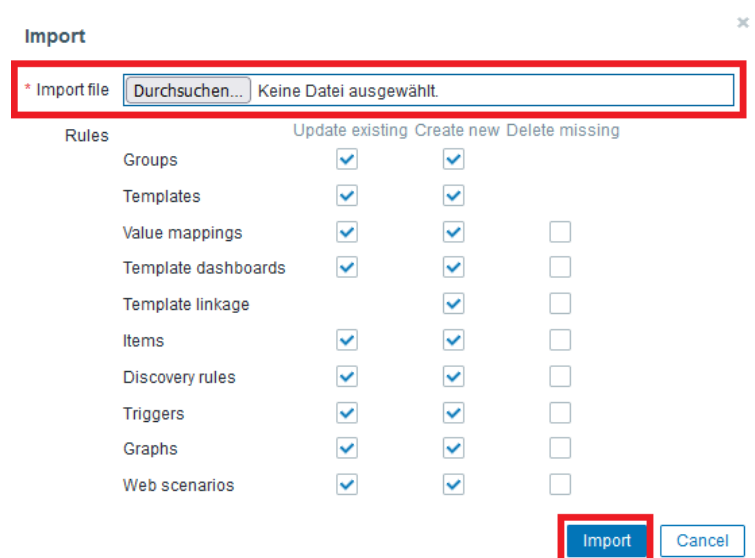 Import
* Import file Durchsuchen... Keine Datei ausgewählt.
Rules Update existing Create new Delete missing
Groups
Templates
Value mappings
Template dashboards
Template linkage
Items
Discovery rules
Triggers
Graphs
Web scenarios
Import Cancel